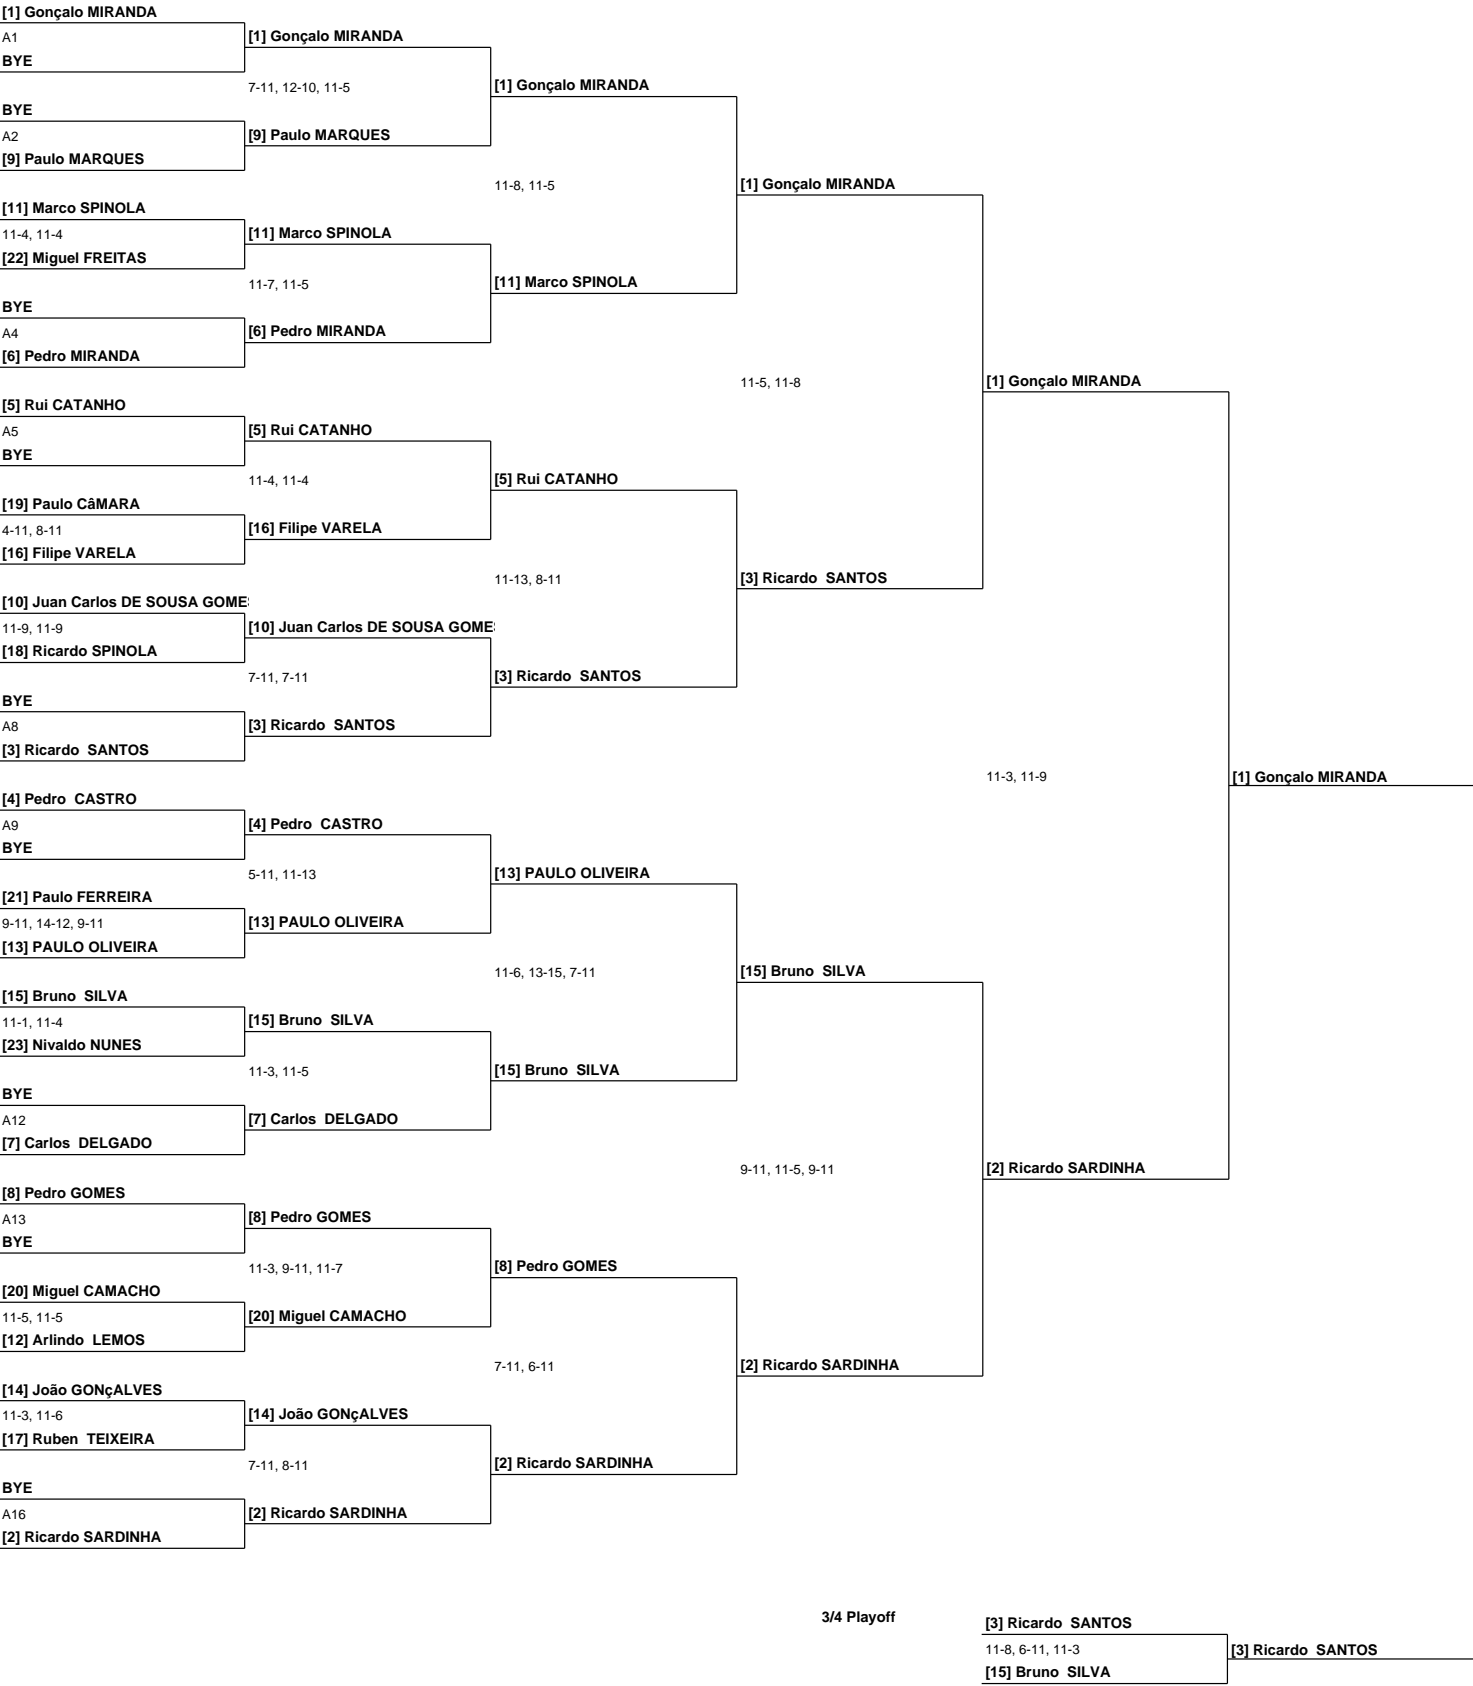 [1] Gonçalo MIRANDA
A1
BYE
BYE
A2
[9] Paulo MARQUES
[11] Marco SPINOLA
11-4, 11-4
[22] Miguel FREITAS
BYE
A4
[6] Pedro MIRANDA
[5] Rui CATANHO
A5
BYE
[19] Paulo CâMARA
4-11, 8-11
[16] Filipe VARELA
[10] Juan Carlos DE SOUSA GOME
11-9, 11-9
[18] Ricardo SPINOLA
BYE
A8
[3] Ricardo  SANTOS
[4] Pedro  CASTRO
A9
BYE
[21] Paulo FERREIRA
9-11, 14-12, 9-11
[13] PAULO OLIVEIRA
[15] Bruno  SILVA
11-1, 11-4
[23] Nivaldo NUNES
BYE
A12
[7] Carlos  DELGADO
[8] Pedro GOMES
A13
BYE
[20] Miguel CAMACHO
11-5, 11-5
[12] Arlindo  LEMOS
[14] João GONçALVES
11-3, 11-6
[17] Ruben  TEIXEIRA
BYE
A16
[2] Ricardo SARDINHA
[1] Gonçalo MIRANDA
7-11, 12-10, 11-5
[9] Paulo MARQUES
[11] Marco SPINOLA
11-7, 11-5
[6] Pedro MIRANDA
[5] Rui CATANHO
11-4, 11-4
[16] Filipe VARELA
[10] Juan Carlos DE SOUSA GOME
7-11, 7-11
[3] Ricardo  SANTOS
[4] Pedro  CASTRO
5-11, 11-13
[13] PAULO OLIVEIRA
[15] Bruno  SILVA
11-3, 11-5
[7] Carlos  DELGADO
[8] Pedro GOMES
11-3, 9-11, 11-7
[20] Miguel CAMACHO
[14] João GONçALVES
7-11, 8-11
[2] Ricardo SARDINHA
[1] Gonçalo MIRANDA
11-8, 11-5
[11] Marco SPINOLA
[5] Rui CATANHO
11-13, 8-11
[3] Ricardo  SANTOS
[13] PAULO OLIVEIRA
11-6, 13-15, 7-11
[15] Bruno  SILVA
[8] Pedro GOMES
7-11, 6-11
[2] Ricardo SARDINHA
[1] Gonçalo MIRANDA
11-5, 11-8
[3] Ricardo  SANTOS
[15] Bruno  SILVA
9-11, 11-5, 9-11
[2] Ricardo SARDINHA
[1] Gonçalo MIRANDA
11-3, 11-9
[2] Ricardo SARDINHA
[1] Gonçalo MIRANDA
3/4 Playoff
[3] Ricardo  SANTOS
11-8, 6-11, 11-3
[15] Bruno  SILVA
[3] Ricardo  SANTOS